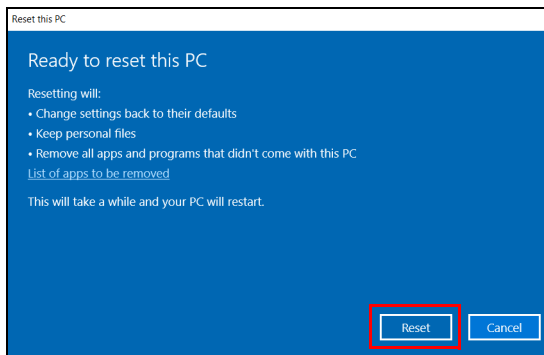 Reset this PC
Ready to reset this PC
Resetting will:
• Change settings back to their defaults
• Keep personal files
• Remove all apps and programs that didn't come with this PC
List of apps to be removed
This will take a while and your PC will restart.
Reset
Cancel